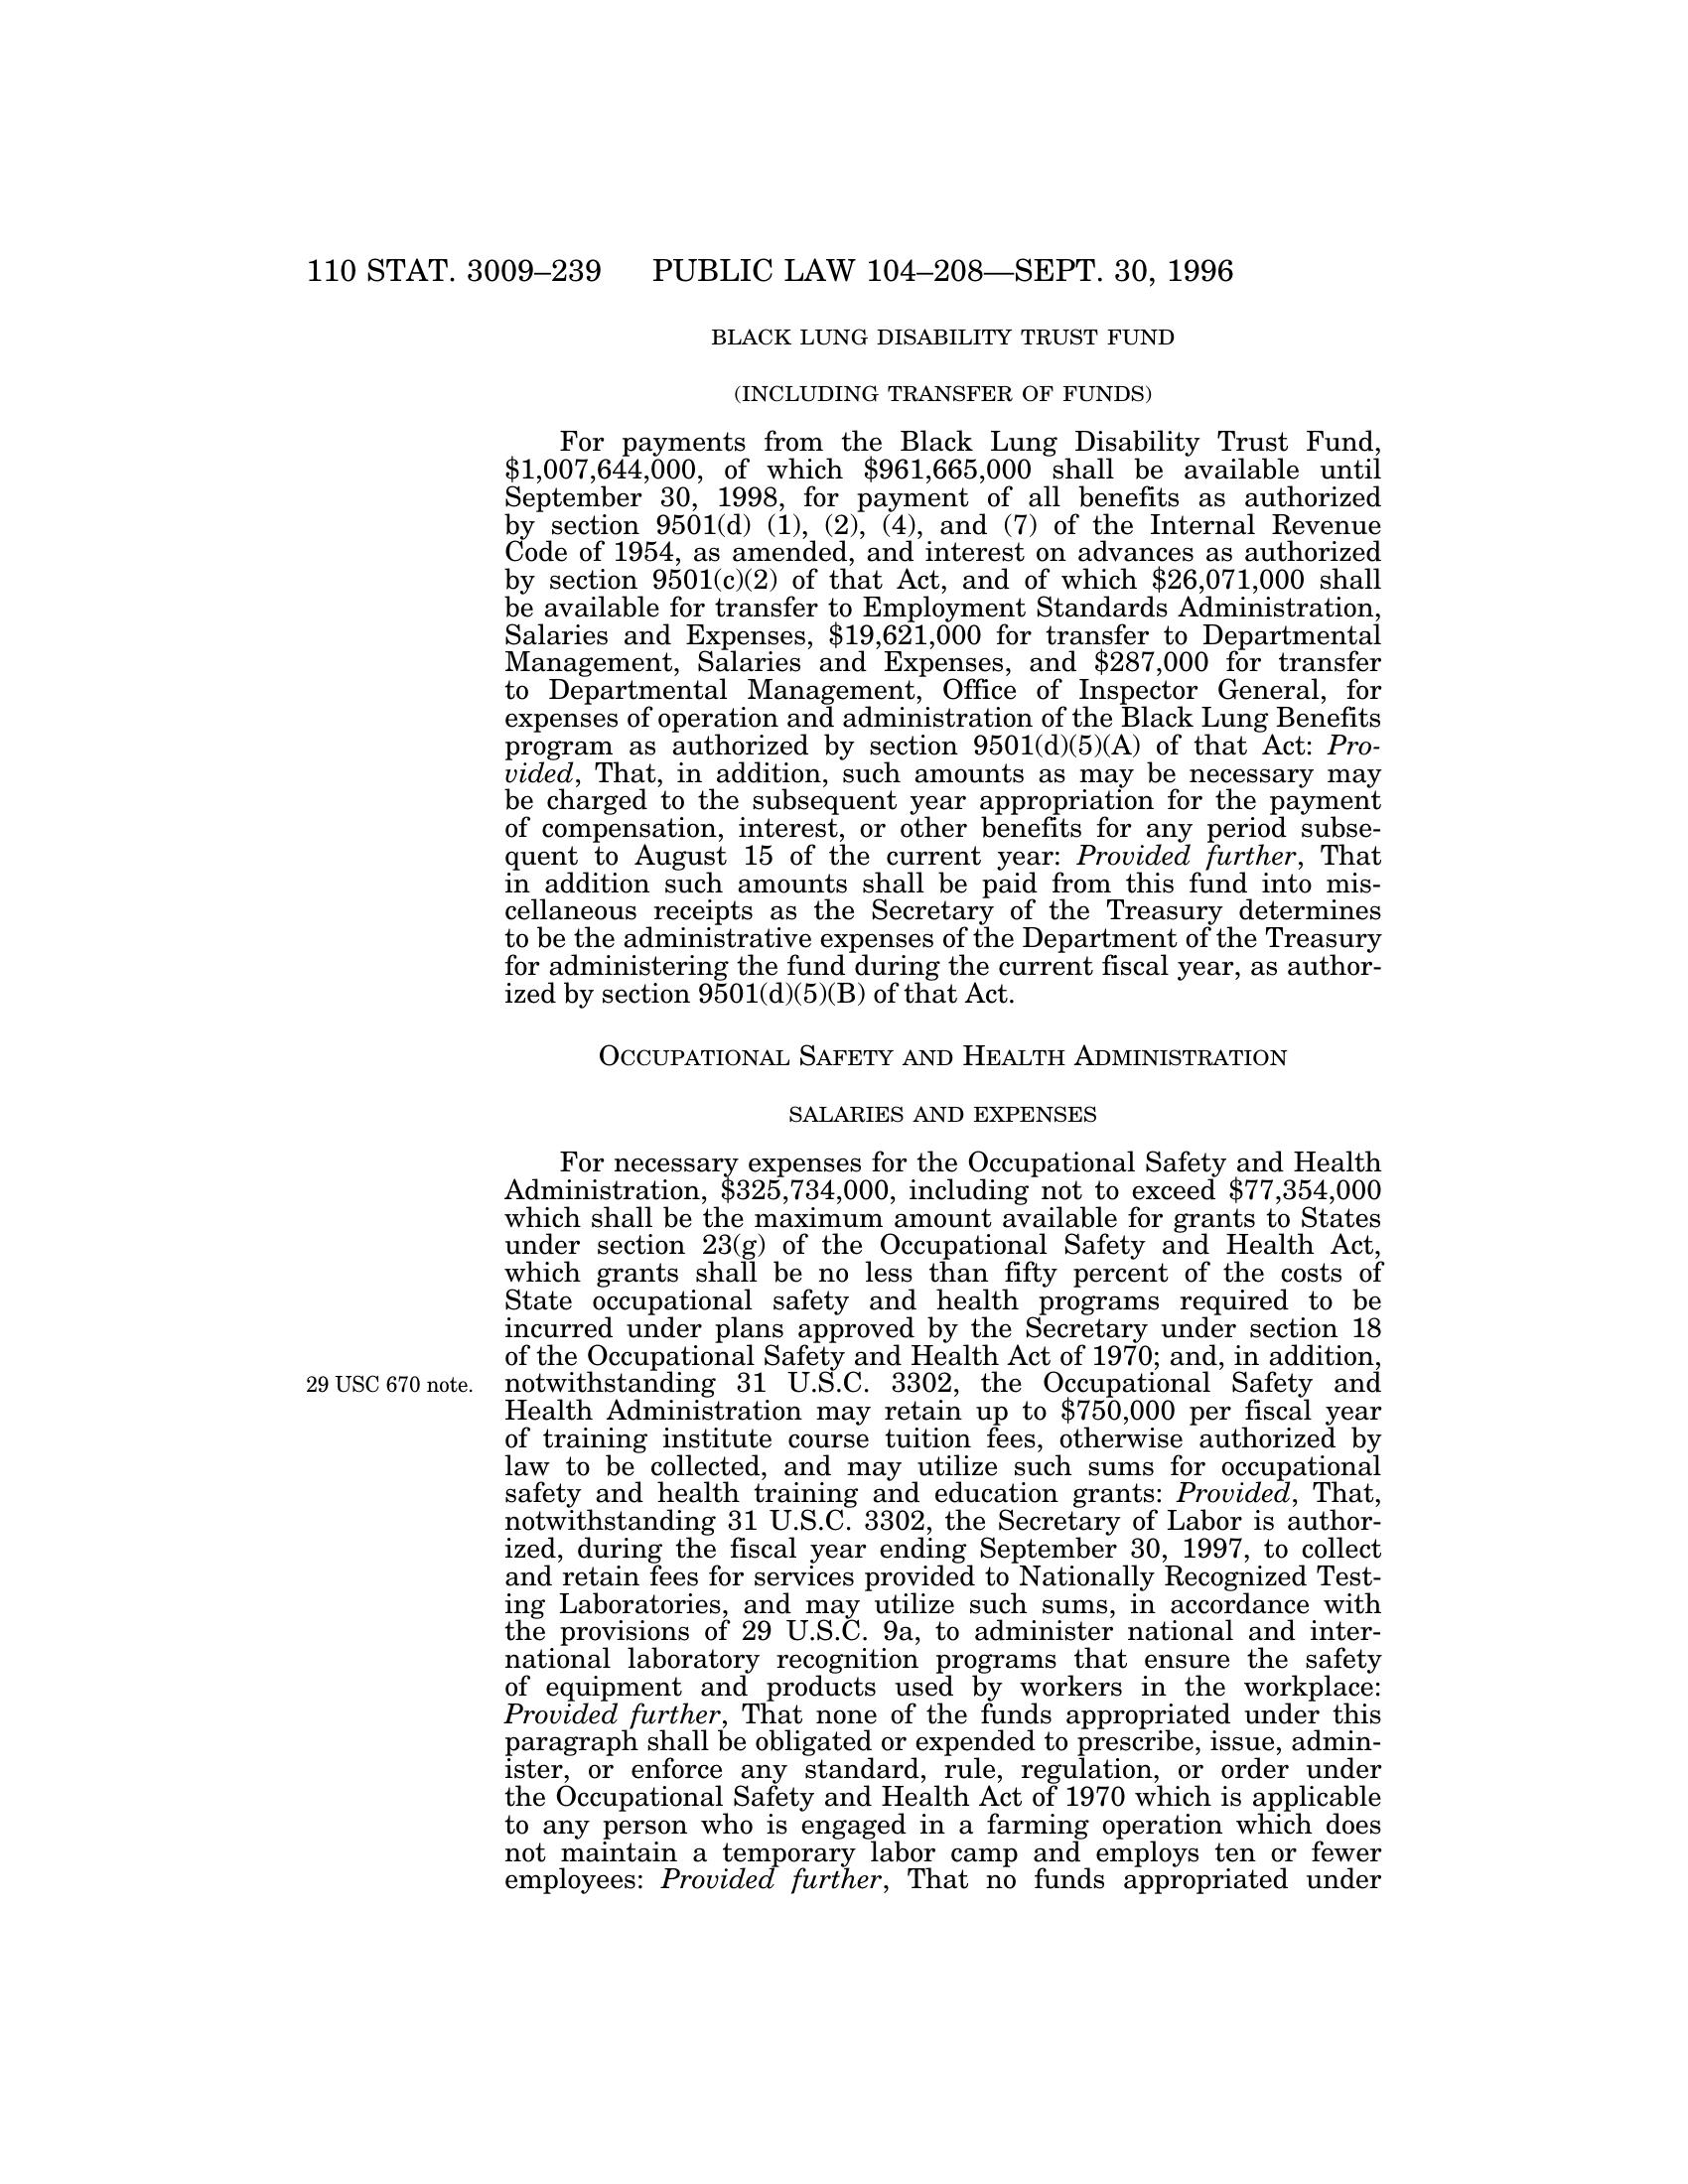 110 STAT. 3009–239 PUBLIC LAW 104–208—SEPT. 30, 1996
BLACK LUNG DISABILITY TRUST FUND
(INCLUDING TRANSFER OF FUNDS)
For payments from the Black Lung Disability Trust Fund,
$1,007,644,000, of which $961,665,000 shall be available until
September 30, 1998, for payment of all benefits as authorized
by section 9501(d) (1), (2), (4), and (7) of the Internal Revenue
Code of 1954, as amended, and interest on advances as authorized
by section 9501(c)(2) of that Act, and of which $26,071,000 shall
be available for transfer to Employment Standards Administration,
Salaries and Expenses, $19,621,000 for transfer to Departmental
Management, Salaries and Expenses, and $287,000 for transfer
to Departmental Management, Office of Inspector General, for
expenses of operation and administration of the Black Lung Benefits
program as authorized by section 9501(d)(5)(A) of that Act: Pro-
vided, That, in addition, such amounts as may be necessary may
be charged to the subsequent year appropriation for the payment
of compensation, interest, or other benefits for any period subse-
quent to August 15 of the current year: Provided further, That
in addition such amounts shall be paid from this fund into mis-
cellaneous receipts as the Secretary of the Treasury determines
to be the administrative expenses of the Department of the Treasury
for administering the fund during the current fiscal year, as author-
ized by section 9501(d)(5)(B) of that Act.
OCCUPATIONAL SAFETY AND HEALTH ADMINISTRATION
SALARIES AND EXPENSES
For necessary expenses for the Occupational Safety and Health
Administration, $325,734,000, including not to exceed $77,354,000
which shall be the maximum amount available for grants to States
under section 23(g) of the Occupational Safety and Health Act,
which grants shall be no less than fifty percent of the costs of
State occupational safety and health programs required to be
incurred under plans approved by the Secretary under section 18
of the Occupational Safety and Health Act of 1970; and, in addition,
29 USC 670 note.
notwithstanding 31 U.S.C. 3302, the Occupational Safety and
Health Administration may retain up to $750,000 per fiscal year
of training institute course tuition fees, otherwise authorized by
law to be collected, and may utilize such sums for occupational
safety and health training and education grants: Provided, That,
notwithstanding 31 U.S.C. 3302, the Secretary of Labor is author-
ized, during the fiscal year ending September 30, 1997, to collect
and retain fees for services provided to Nationally Recognized Test-
ing Laboratories, and may utilize such sums, in accordance with
the provisions of 29 U.S.C. 9a, to administer national and inter-
national laboratory recognition programs that ensure the safety
of equipment and products used by workers in the workplace:
Provided further, That none of the funds appropriated under this
paragraph shall be obligated or expended to prescribe, issue, admin-
ister, or enforce any standard, rule, regulation, or order under
the Occupational Safety and Health Act of 1970 which is applicable
to any person who is engaged in a farming operation which does
not maintain a temporary labor camp and employs ten or fewer
employees: Provided further, That no funds appropriated under